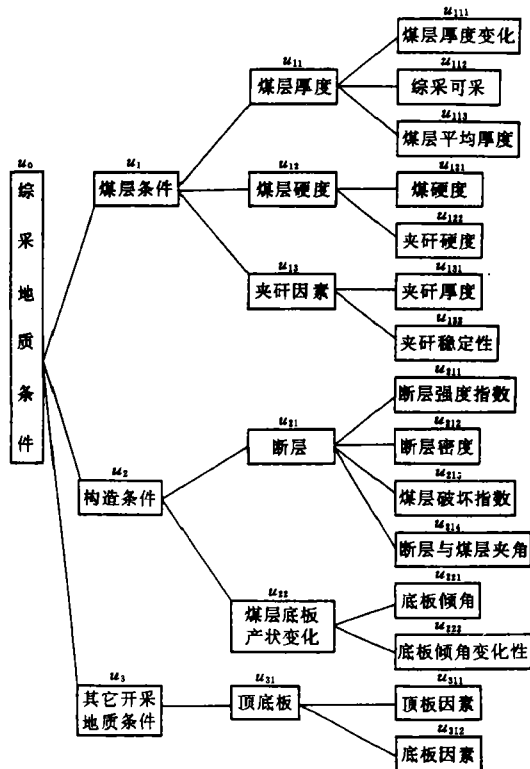 u₀
综采地质条件
u₁
煤层条件
u₁₁
煤层厚度
u₁₁₁
煤层厚度变化
u₁₁₂
综采可采
u₁₁₃
煤层平均厚度
u₁₂
煤层硬度
u₁₂₁
煤硬度
u₁₂₂
夹矸硬度
u₁₃
夹矸因素
u₁₃₁
夹矸厚度
u₁₃₂
夹矸稳定性
u₂
构造条件
u₂₁
断层
u₂₁₁
断层强度指数
u₂₁₂
断层密度
u₂₁₃
煤层破坏指数
u₂₁₄
断层与煤层夹角
u₂₂
煤层底板
产状变化
u₂₂₁
底板倾角
u₂₂₂
底板倾角变化性
u₃
其它开采
地质条件
u₃₁
顶底板
u₃₁₁
顶板因素
u₃₁₂
底板因素